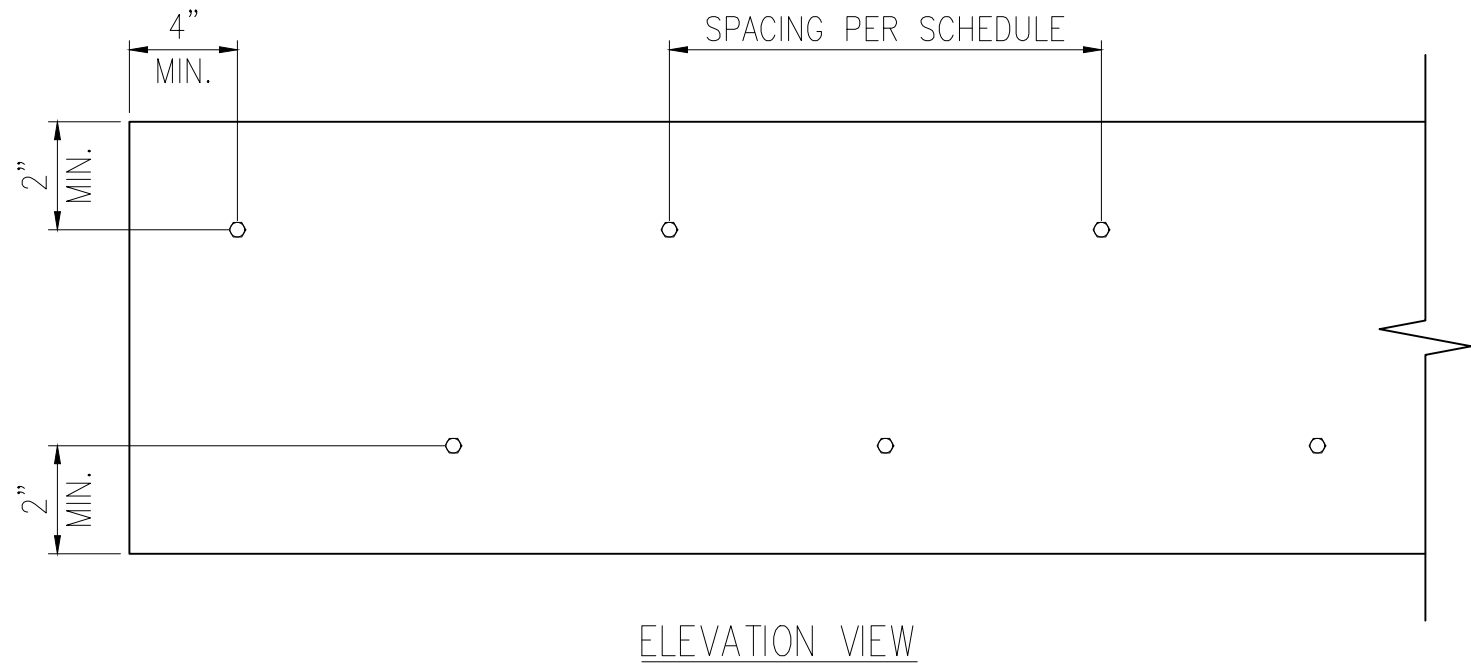 4”
MIN.
SPACING PER SCHEDULE
2”
MIN.
2”
MIN.
ELEVATION VIEW